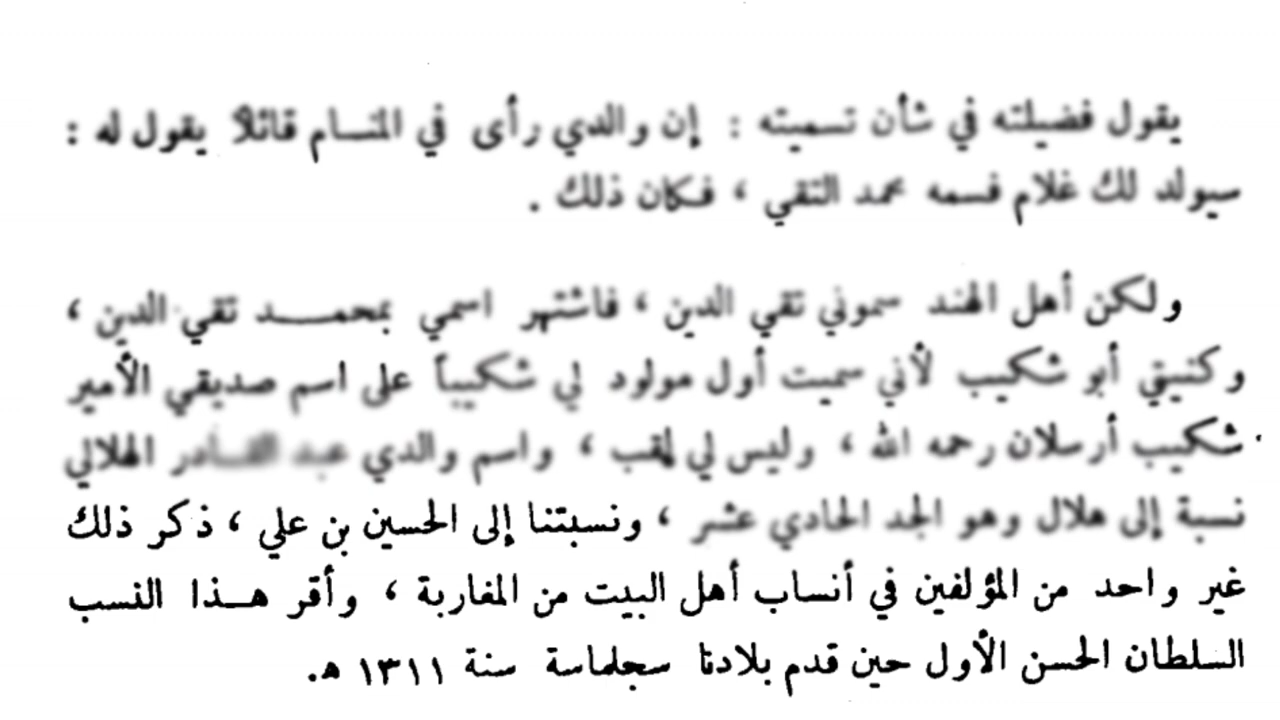 يقول فضيلته في شأن تسميته : إن والدي رأى في المنــام قائلاً يقول له :
سيولد لك غلام فسمه محمد التقي ، فكان ذلك .
ولكن أهل الهند سموني تقي الدين ، فاشتهر اسمي بمحمــــد تقي الدين ،
وكنيتي أبو شكيب لأني سميت أول مولود لي شكيباً على اسم صديقي الأمير
شكيب أرسلان رحمه الله ، وليس لي لقب ، واسم والدي عبد القــادر الهلالي
نسبة إلى هلال وهو الجد الحادي عشر ، ونسبتنا إلى الحسين بن علي ، ذكر ذلك
غير واحد من المؤلفين في أنساب أهل البيت من المغاربة ، وأقر هــذا النسب
السلطان الحسن الأول حين قدم بلادنا سجلماسة سنة ١٣١١ هـ.